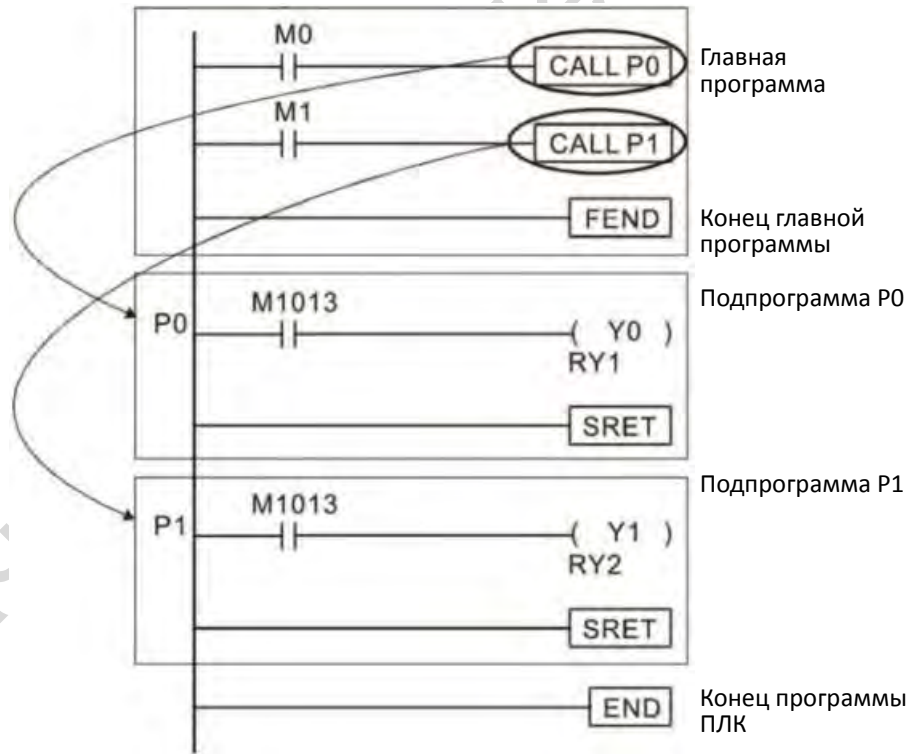 M0
CALL P0
Главная
программа
M1
CALL P1
FEND
Конец главной
программы
Подпрограмма P0
M1013
P0
( Y0 )
RY1
SRET
Подпрограмма P1
M1013
P1
( Y1 )
RY2
SRET
END
Конец программы
ПЛК